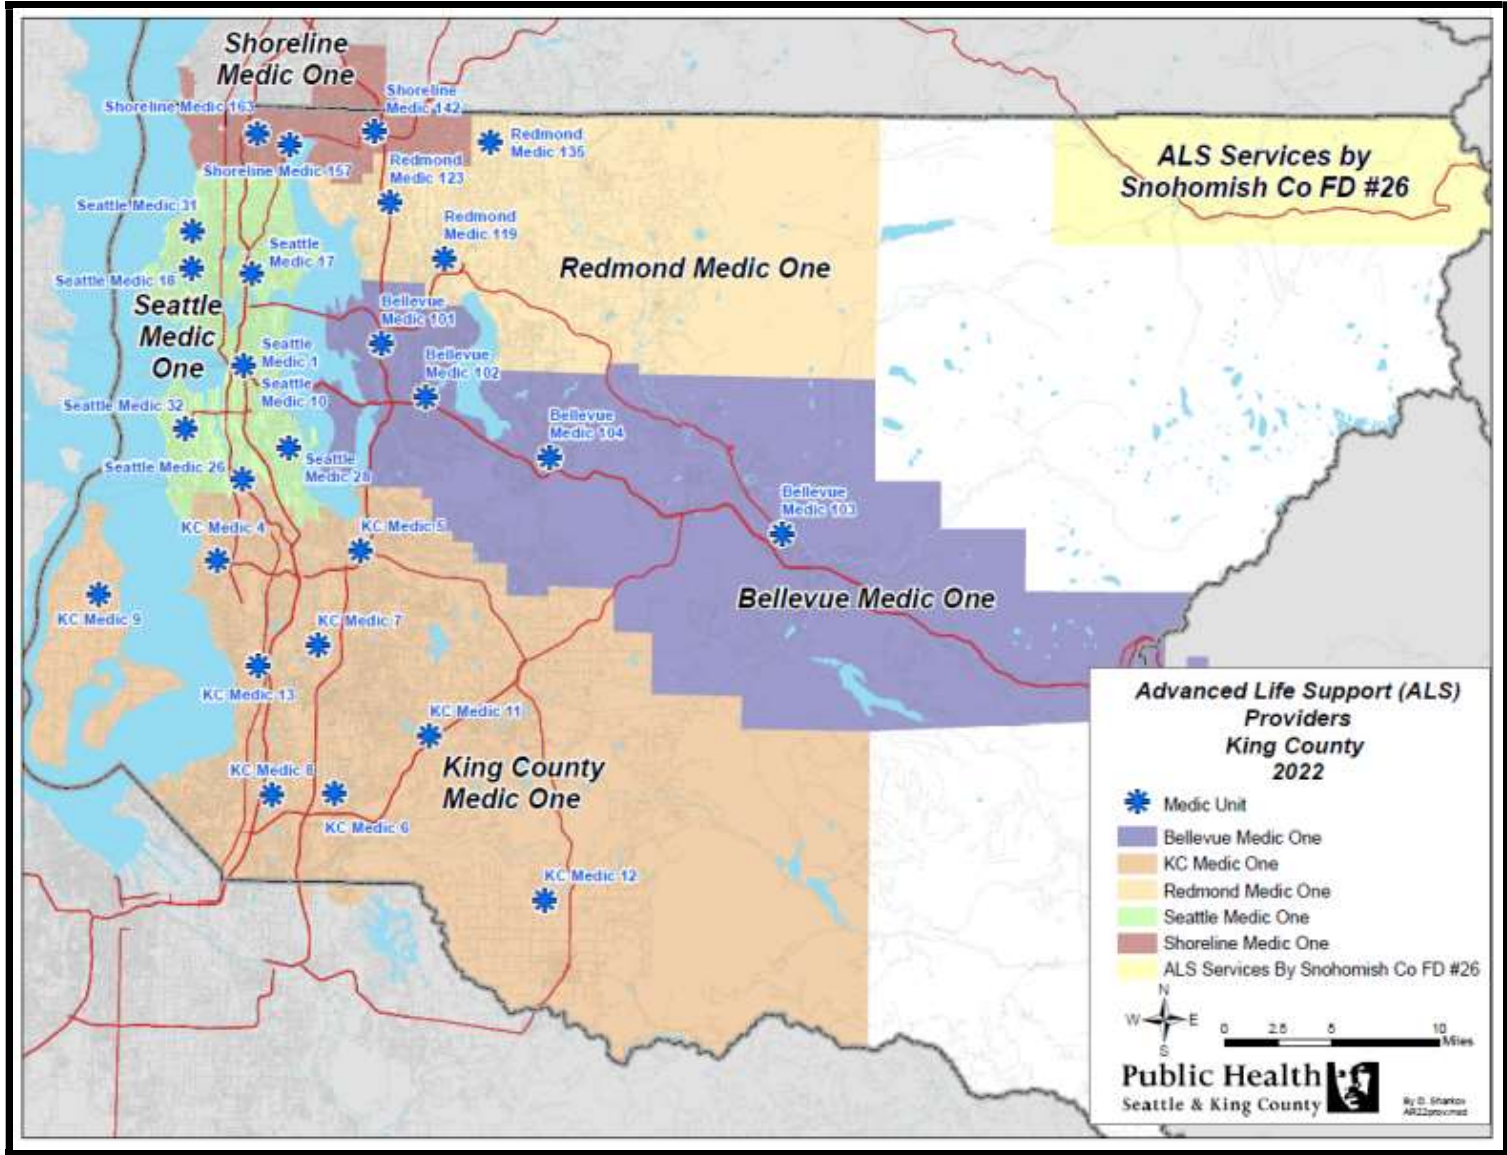 Shoreline
Medic One
Shoreline Medic 163
Shoreline
Medic 142
Shoreline Medic 157
Redmond
Medic 135
Redmond
Medic 123
Redmond
Medic 119
ALS Services by
Snohomish Co FD #26
Redmond Medic One
Seattle Medic 31
Seattle Medic 18
Seattle
Medic 17
Seattle
Medic
One
Seattle
Medic 1
Seattle
Medic 10
Seattle Medic 32
Seattle Medic 26
Seattle
Medic 28
Bellevue
Medic 101
Bellevue
Medic 102
Bellevue
Medic 104
Bellevue
Medic 103
Bellevue Medic One
KC Medic 4
KC Medic 5
KC Medic 9
KC Medic 7
KC Medic 13
KC Medic 11
King County
Medic One
KC Medic 8
KC Medic 6
KC Medic 12
Advanced Life Support (ALS)
Providers
King County
2022
Medic Unit
Bellevue Medic One
KC Medic One
Redmond Medic One
Seattle Medic One
Shoreline Medic One
ALS Services By Snohomish Co FD #26
N
W E
S
0 2.5 5 10
Miles
Public Health
Seattle & King County
By D. Sharkov
AR22prov.mxd